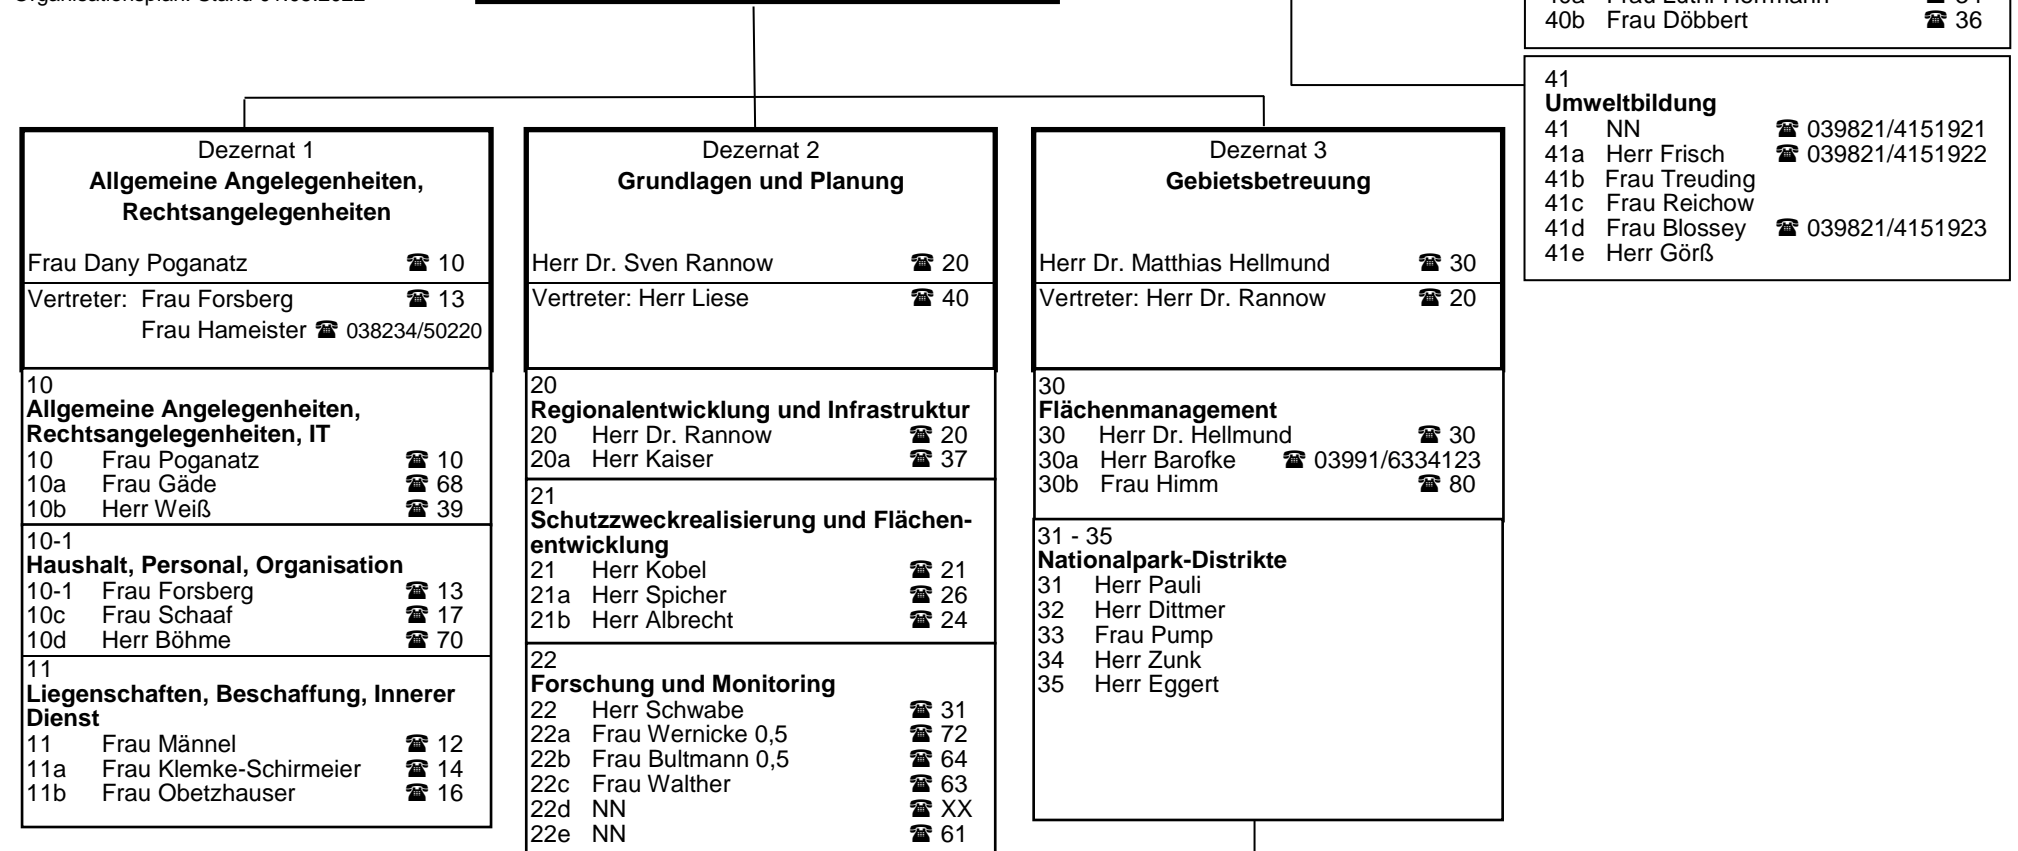 40b Frau Döbbert ☎ 36
41
Umweltbildung
41 NN ☎ 039821/4151921
41a Herr Frisch ☎ 039821/4151922
41b Frau Treuding
41c Frau Reichow
41d Frau Blossey ☎ 039821/4151923
41e Herr Görß
Dezernat 1
Allgemeine Angelegenheiten,
Rechtsangelegenheiten
Frau Dany Poganatz ☎ 10
Vertreter: Frau Forsberg ☎ 13
Frau Hameister ☎ 038234/50220
10
Allgemeine Angelegenheiten,
Rechtsangelegenheiten, IT
10 Frau Poganatz ☎ 10
10a Frau Gäde ☎ 68
10b Herr Weiß ☎ 39
10-1
Haushalt, Personal, Organisation
10-1 Frau Forsberg ☎ 13
10c Frau Schaaf ☎ 17
10d Herr Böhme ☎ 70
11
Liegenschaften, Beschaffung, Innerer
Dienst
11 Frau Männel ☎ 12
11a Frau Klemke-Schirmeier ☎ 14
11b Frau Obetzhauser ☎ 16
Dezernat 2
Grundlagen und Planung
Herr Dr. Sven Rannow ☎ 20
Vertreter: Herr Liese ☎ 40
20
Regionalentwicklung und Infrastruktur
20 Herr Dr. Rannow ☎ 20
20a Herr Kaiser ☎ 37
21
Schutzzweckrealisierung und Flächen-
entwicklung
21 Herr Kobel ☎ 21
21a Herr Spicher ☎ 26
21b Herr Albrecht ☎ 24
22
Forschung und Monitoring
22 Herr Schwabe ☎ 31
22a Frau Wernicke 0,5 ☎ 72
22b Frau Bultmann 0,5 ☎ 64
22c Frau Walther ☎ 63
22d NN ☎ XX
22e NN ☎ 61
Dezernat 3
Gebietsbetreuung
Herr Dr. Matthias Hellmund ☎ 30
Vertreter: Herr Dr. Rannow ☎ 20
30
Flächenmanagement
30 Herr Dr. Hellmund ☎ 30
30a Herr Barofke ☎ 03991/6334123
30b Frau Himm ☎ 80
31 - 35
Nationalpark-Distrikte
31 Herr Pauli
32 Herr Dittmer
33 Frau Pump
34 Herr Zunk
35 Herr Eggert